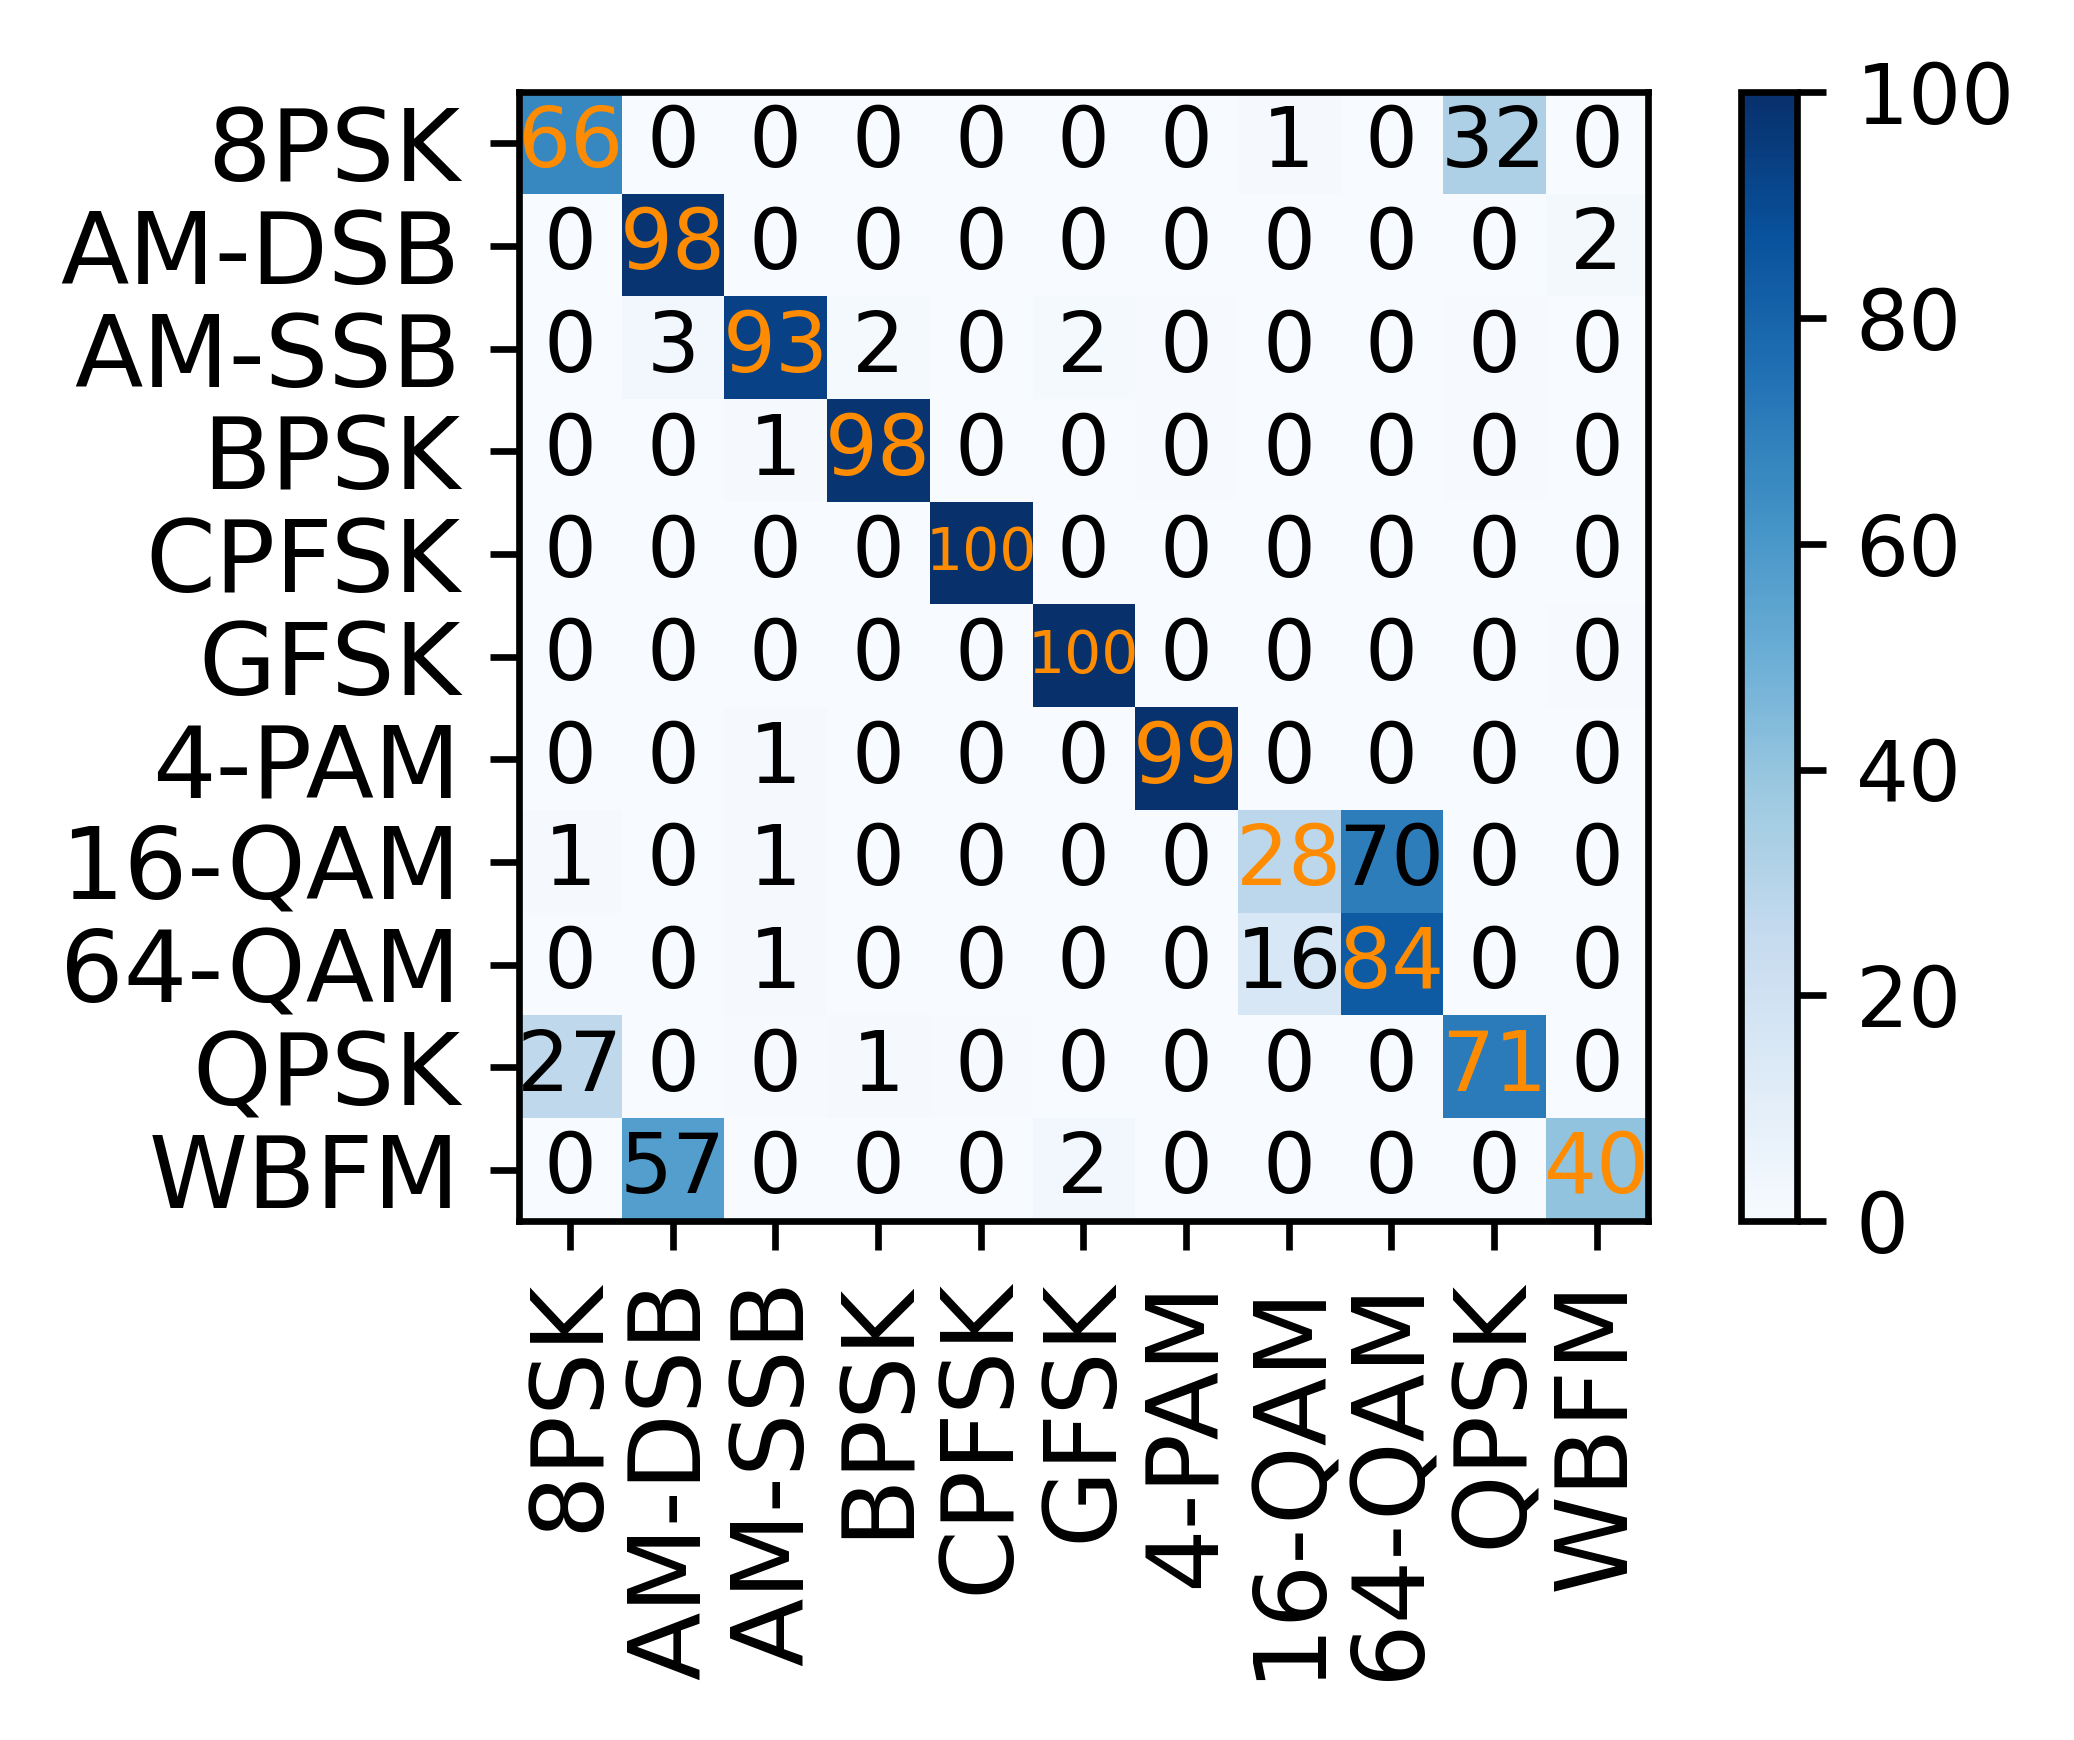 8PSK 66 0 0 0 0 0 0 1 0 32 0
AM-DSB 0 98 0 0 0 0 0 0 0 0 2
AM-SSB 0 3 93 2 0 2 0 0 0 0 0
BPSK 0 0 1 98 0 0 0 0 0 0 0
CPFSK 0 0 0 0 100 0 0 0 0 0 0
GFSK 0 0 0 0 0 100 0 0 0 0 0
4-PAM 0 0 1 0 0 0 99 0 0 0 0
16-QAM 1 0 1 0 0 0 0 28 70 0 0
64-QAM 0 0 1 0 0 0 0 16 84 0 0
QPSK 27 0 0 1 0 0 0 0 0 71 0
WBFM 0 57 0 0 0 2 0 0 0 0 40
8PSK
AM-DSB
AM-SSB
BPSK
CPFSK
GFSK
4-PAM
16-QAM
64-QAM
QPSK
WBFM
100
80
60
40
20
0